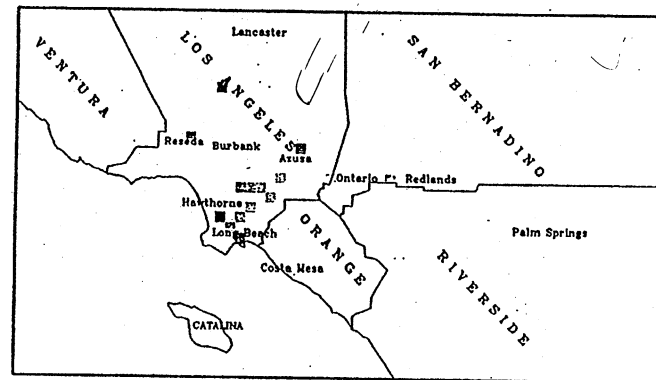 Lancaster
VENTURA
LOS ANGELES
SAN BERNADINO
Reseda
Burbank
Azusa
Ontario
Redlands
Hawthorne
Long Beach
ORANGE
Palm Springs
Costa Mesa
RIVERSIDE
CATALINA